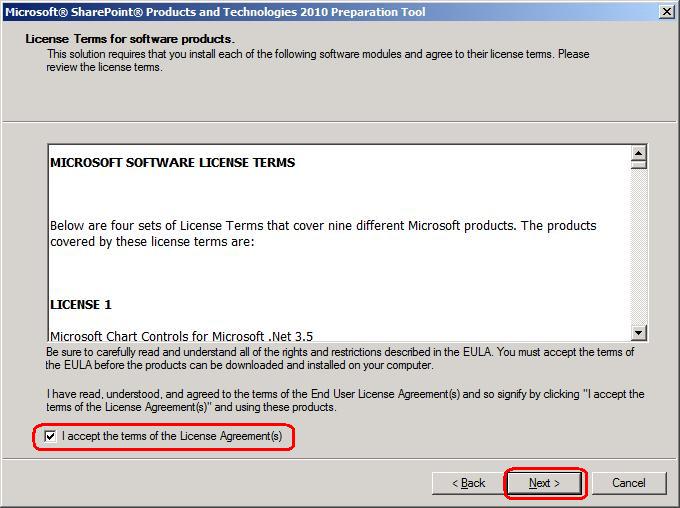 Microsoft® SharePoint® Products and Technologies 2010 Preparation Tool
License Terms for software products.
This solution requires that you install each of the following software modules and agree to their license terms. Please
review the license terms.
MICROSOFT SOFTWARE LICENSE TERMS
Below are four sets of License Terms that cover nine different Microsoft products. The products
covered by these license terms are:
LICENSE 1
Microsoft Chart Controls for Microsoft .Net 3.5
Be sure to carefully read and understand all of the rights and restrictions described in the EULA. You must accept the terms of
the EULA before the products can be downloaded and installed on your computer.
I have read, understood, and agreed to the terms of the End User License Agreement(s) and so signify by clicking "I accept the
terms of the License Agreement(s)" and using these products.
I accept the terms of the License Agreement(s)
< Back Next > Cancel